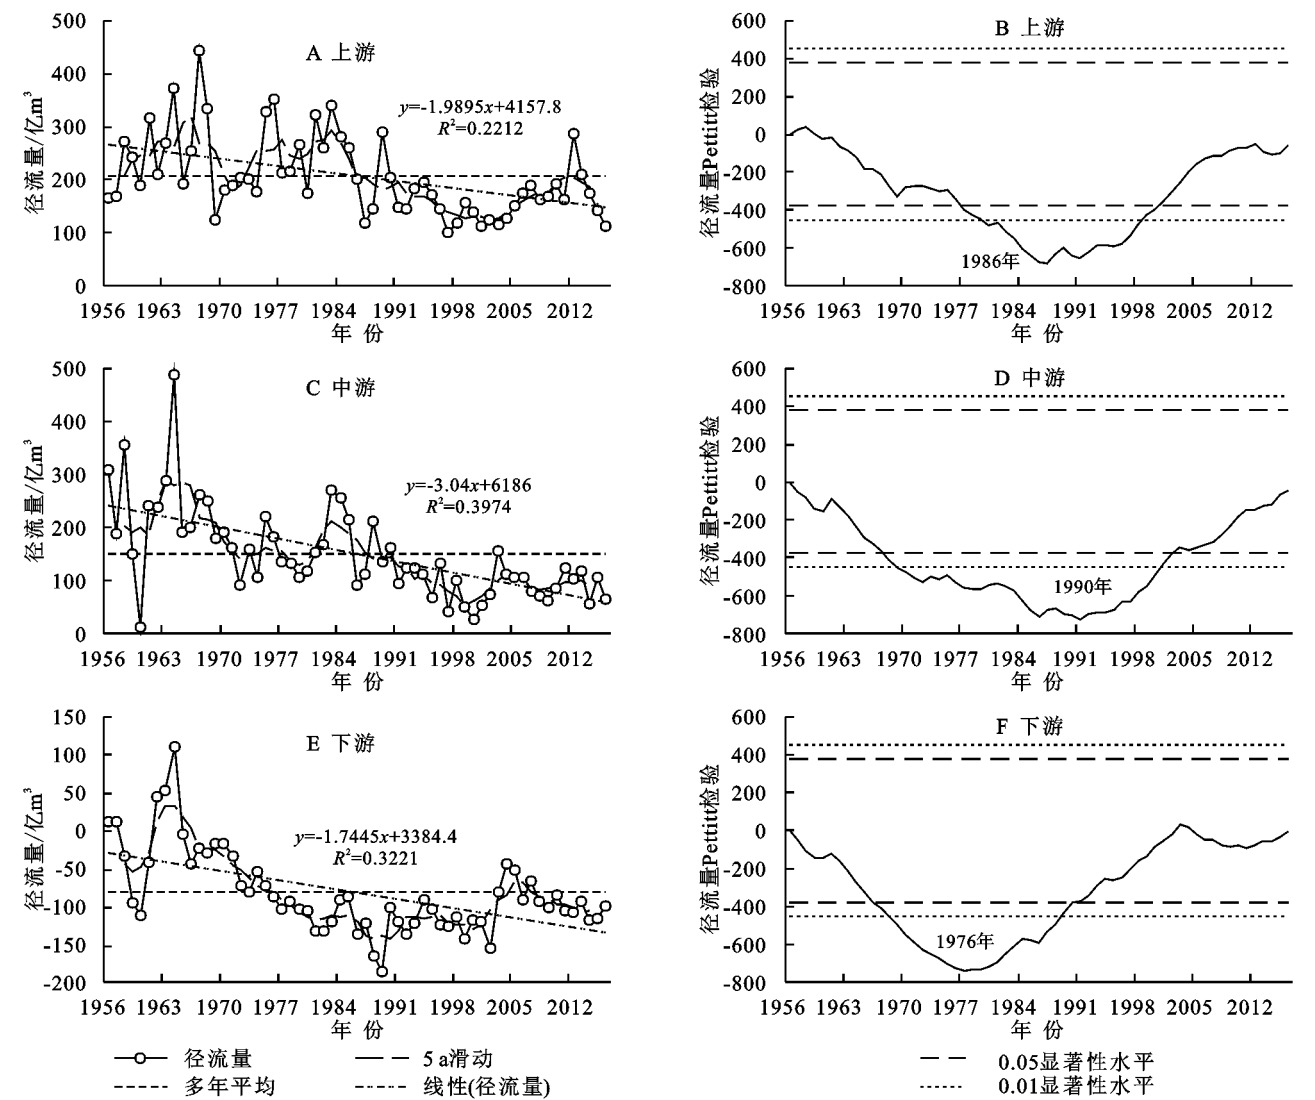 A 上游
径流量/亿m³
500
400
300
200
100
0
y=-1.9895x+4157.8
R²=0.2212
1956 1963 1970 1977 1984 1991 1998 2005 2012
年 份
B 上游
径流量Pettitt检验
600
400
200
0
-200
-400
-600
-800
1986年
1956 1963 1970 1977 1984 1991 1998 2005 2012
年 份
C 中游
径流量/亿m³
500
400
300
200
100
0
y=-3.04x+6186
R²=0.3974
1956 1963 1970 1977 1984 1991 1998 2005 2012
年 份
D 中游
径流量Pettitt检验
600
400
200
0
-200
-400
-600
-800
1990年
1956 1963 1970 1977 1984 1991 1998 2005 2012
年 份
E 下游
径流量/亿m³
150
100
50
0
-50
-100
-150
-200
y=-1.7445x+3384.4
R²=0.3221
1956 1963 1970 1977 1984 1991 1998 2005 2012
年 份
F 下游
径流量Pettitt检验
600
400
200
0
-200
-400
-600
-800
1976年
1956 1963 1970 1977 1984 1991 1998 2005 2012
年 份
径流量
5 a滑动
多年平均
线性(径流量)
0.05显著性水平
0.01显著性水平